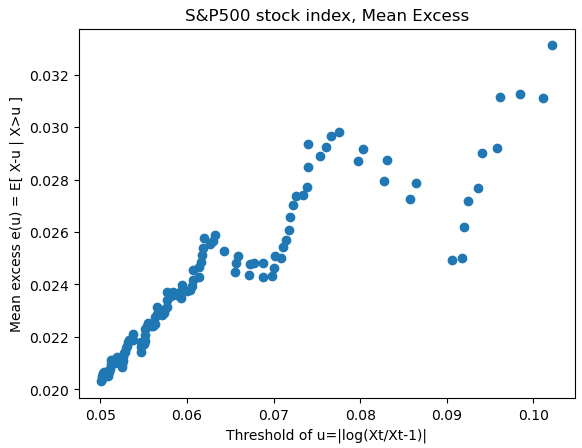 S&P500 stock index, Mean Excess
Mean excess e(u) = E[ X-u | X>u ]
0.032
0.030
0.028
0.026
0.024
0.022
0.020
0.05 0.06 0.07 0.08 0.09 0.10
Threshold of u=|log(Xt/Xt-1)|